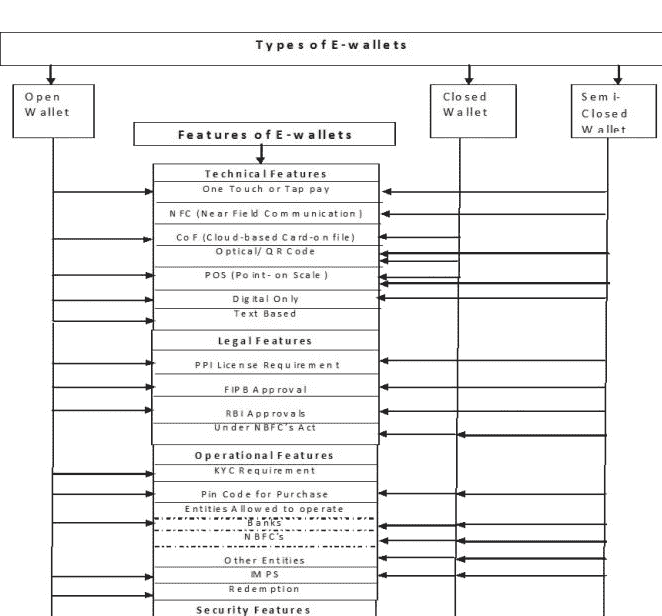 Types of E-wallets
Open
Wallet
Closed
Wallet
Semi-
Closed
Wallet
Features of E-wallets
Technical Features
One Touch or Tap pay
NFC (Near Field Communication)
CoF (Cloud-based Card-on file)
Optical/ QR Code
POS (Point- on Scale)
Digital Only
Text Based
Legal Features
PPI License Requirement
FIPB Approval
RBI Approvals
Under NBFC's Act
Operational Features
KYC Requirement
Pin Code for Purchase
Entities Allowed to operate
Banks
NBFC's
Other Entities
IMPS
Redemption
Security Features